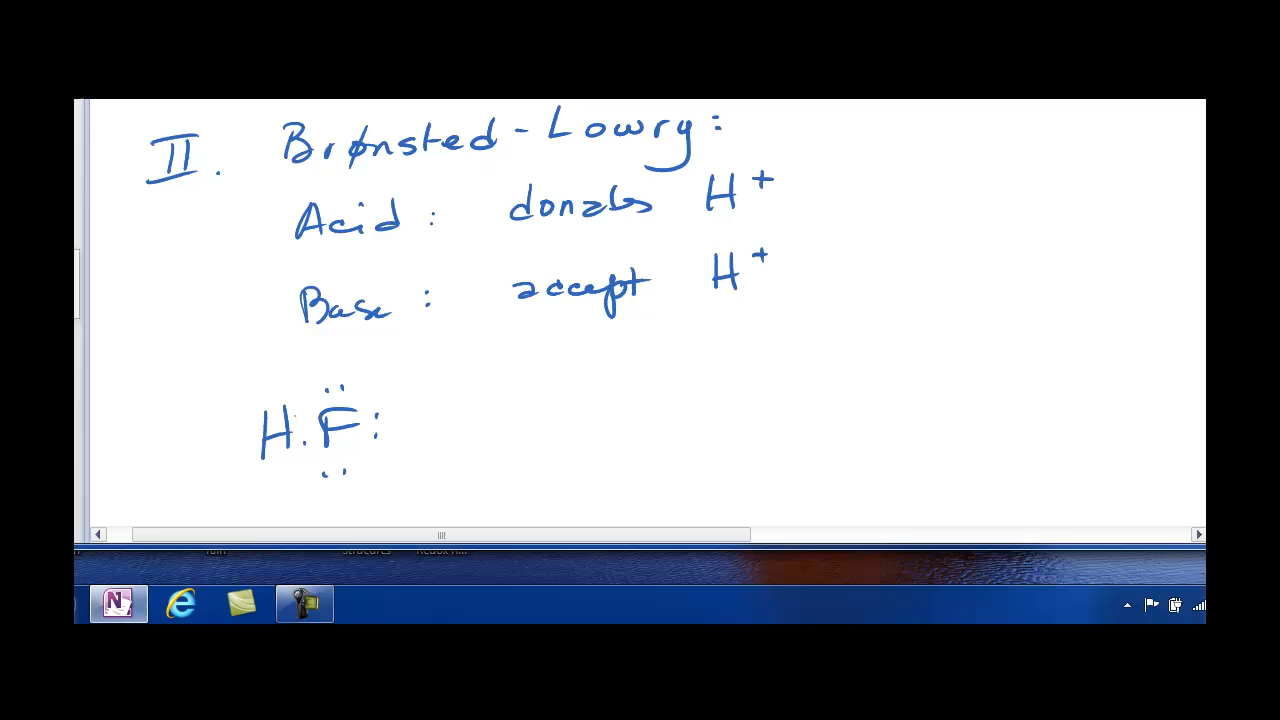 II. Brønsted-Lowry:
Acid: donates H⁺
Base: accept H⁺
H.F: